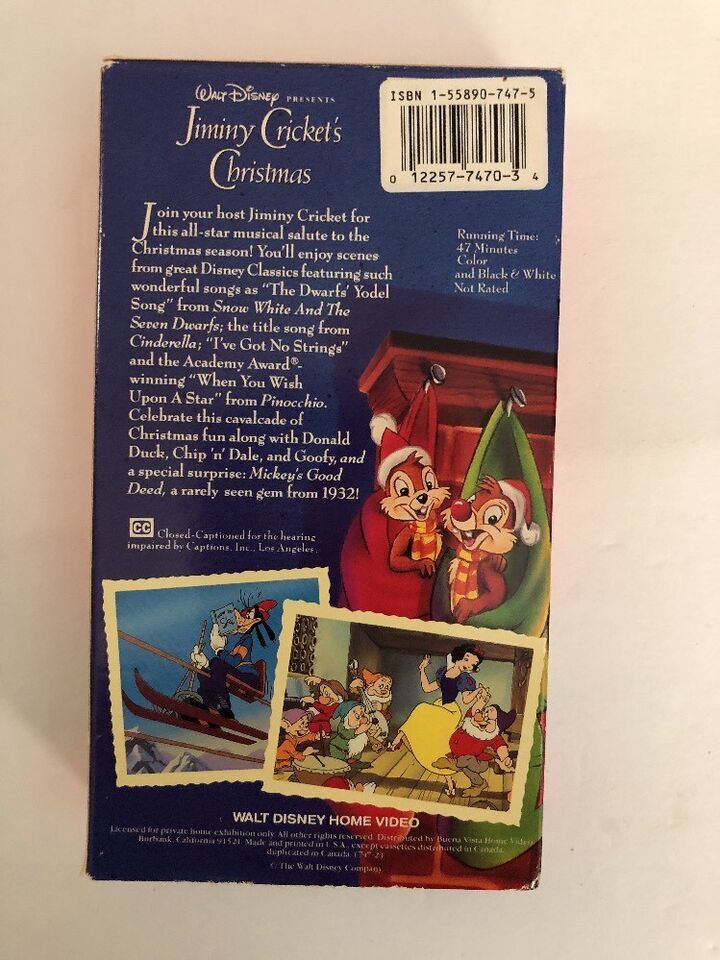 WALT DISNEY PRESENTS
Jiminy Cricket's
Christmas
ISBN 1-55890-747-5
0 12257-7470-3 4
Join your host Jiminy Cricket for
this all-star musical salute to the
Christmas season! You'll enjoy scenes
from great Disney Classics featuring such
wonderful songs as "The Dwarfs' Yodel
Song" from Snow White And The
Seven Dwarfs; the title song from
Cinderella; "I've Got No Strings"
and the Academy Award®-
winning "When You Wish
Upon A Star" from Pinocchio.
Celebrate this cavalcade of
Christmas fun along with Donald
Duck, Chip 'n' Dale, and Goofy, and
a special surprise: Mickey's Good
Deed, a rarely seen gem from 1932!
Running Time:
47 Minutes
Color
and Black & White
Not Rated
CC Closed-Captioned for the hearing
impaired by Captions, Inc., Los Angeles.
WALT DISNEY HOME VIDEO
Licensed for private home exhibition only. All other rights reserved. Distributed by Buena Vista Home Video
Burbank, California 91521. Made and printed in U.S.A., except cassettes distributed in Canada,
duplicated in Canada. (747-2)
© The Walt Disney Company